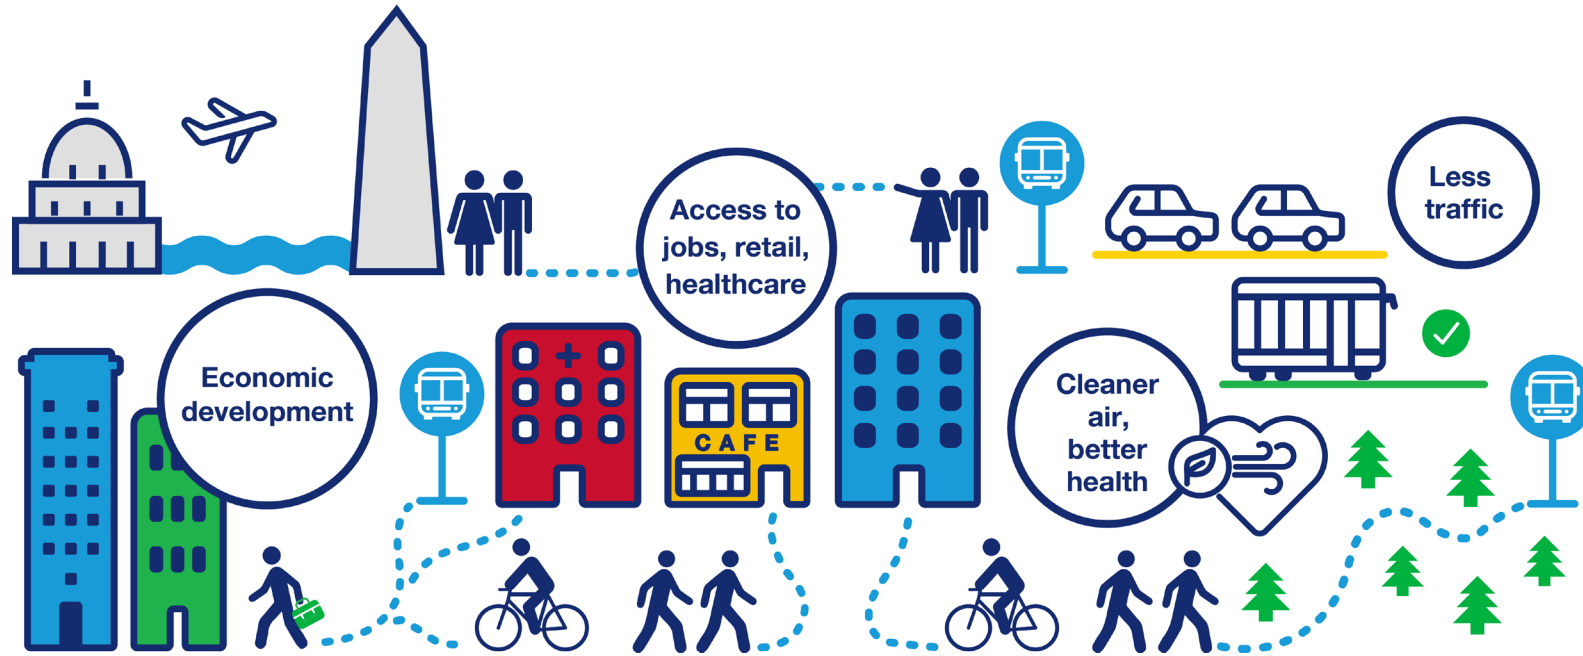 Access to
jobs, retail,
healthcare
Less
traffic
Economic
development
Cleaner
air,
better
health
CAFE